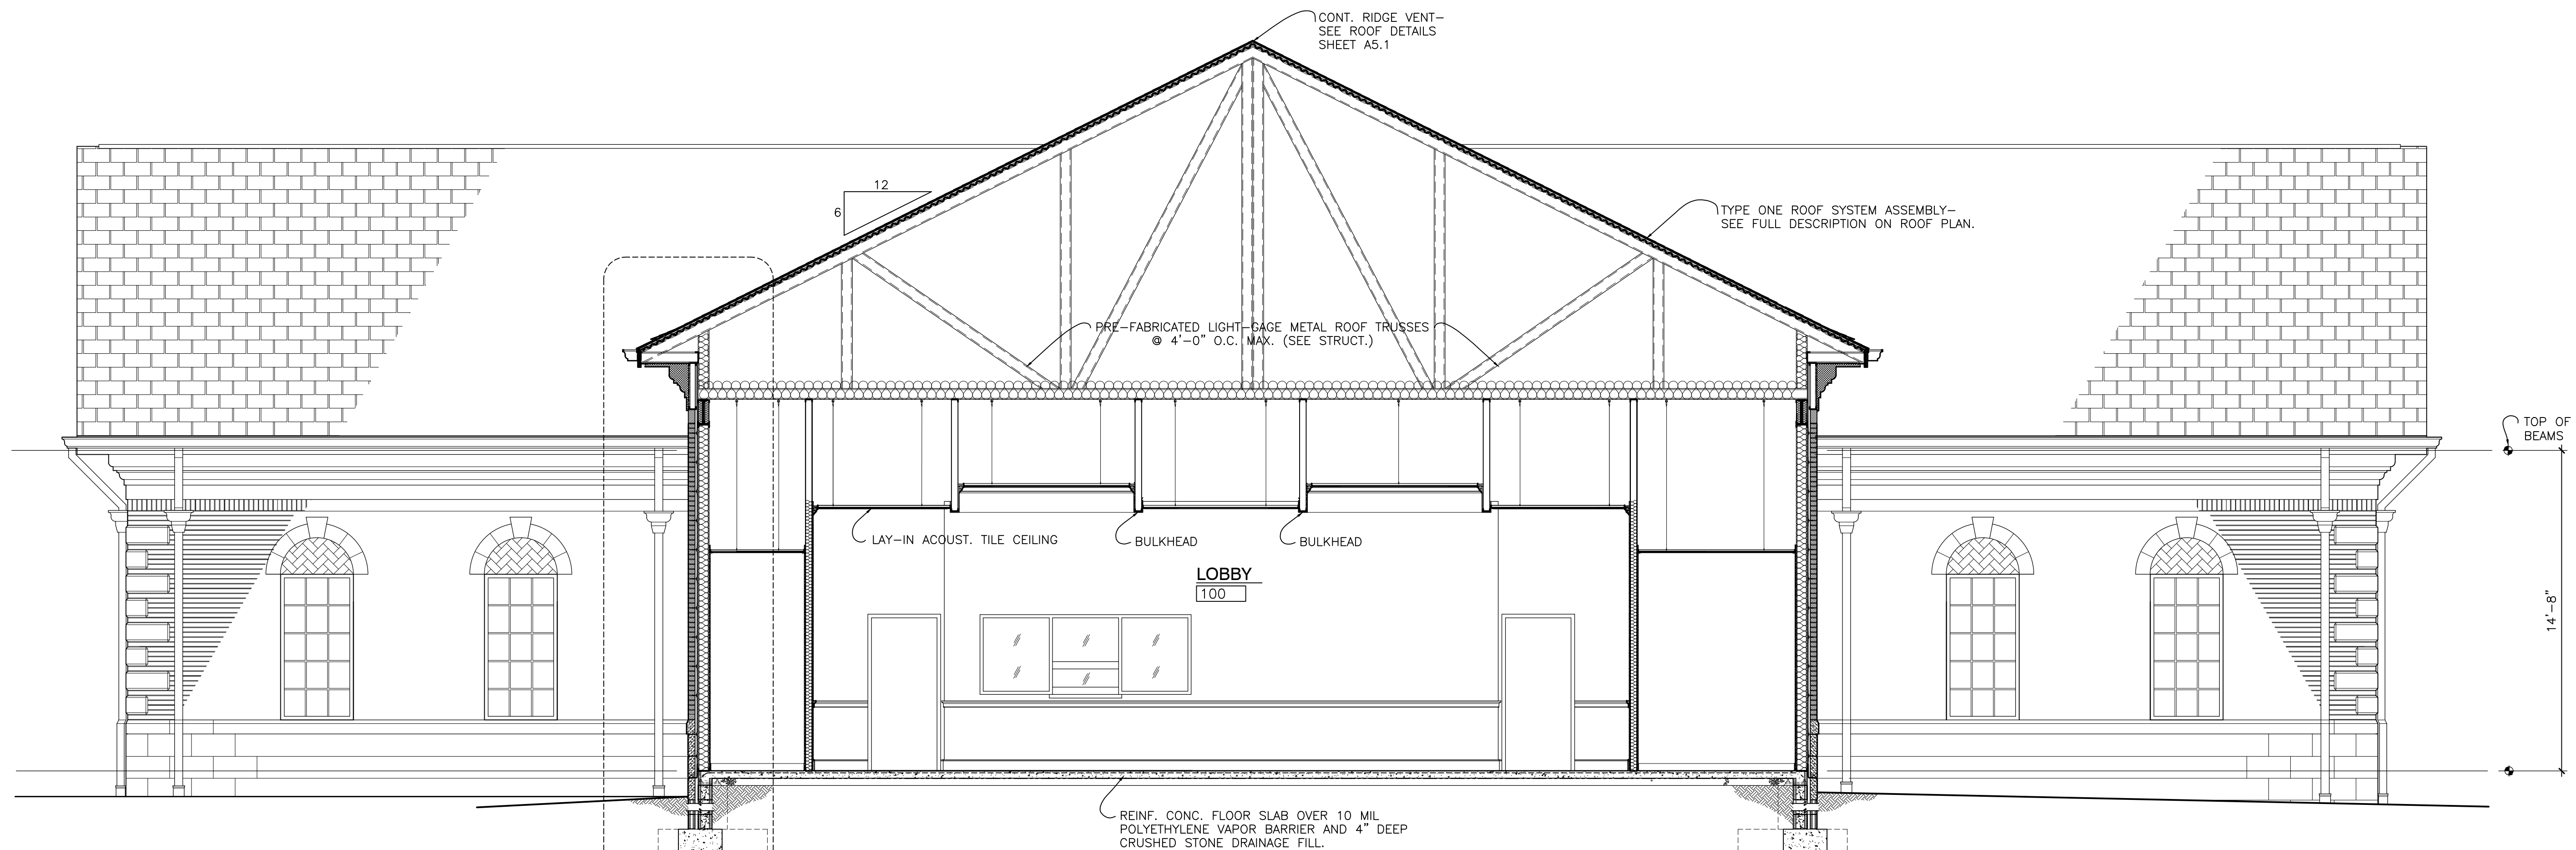 CONT. RIDGE VENT–
SEE ROOF DETAILS
SHEET A5.1
12
6
TYPE ONE ROOF SYSTEM ASSEMBLY–
SEE FULL DESCRIPTION ON ROOF PLAN.
PRE–FABRICATED LIGHT–GAGE METAL ROOF TRUSSES
@ 4'–0" O.C. MAX. (SEE STRUCT.)
TOP OF
BEAMS
LAY–IN ACOUST. TILE CEILING
BULKHEAD
BULKHEAD
LOBBY
100
14'–8"
REINF. CONC. FLOOR SLAB OVER 10 MIL
POLYETHYLENE VAPOR BARRIER AND 4" DEEP
CRUSHED STONE DRAINAGE FILL.